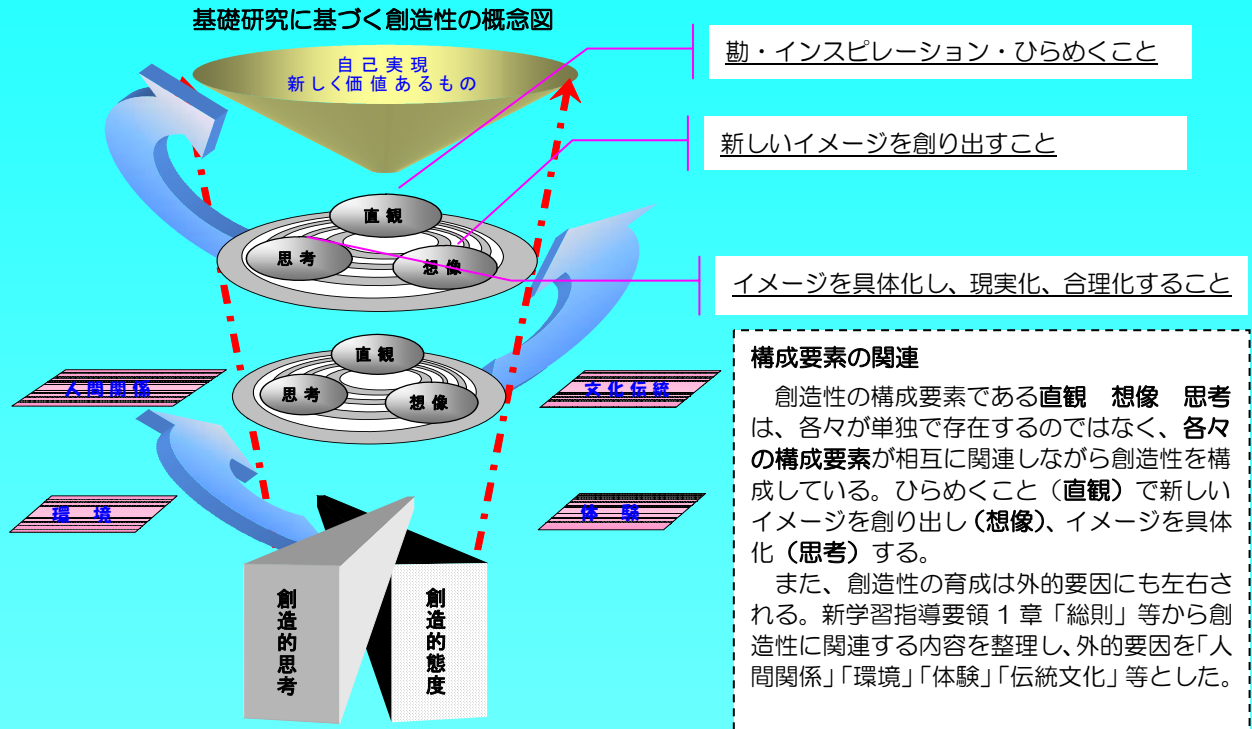 基礎研究に基づく創造性の概念図
自 己 実 現
新 し く 価 値 あ る も の
勘・インスピレーション・ひらめくこと
新しいイメージを創り出すこと
直 観
思 考
想 像
イメージを具体化し、現実化、合理化すること
直 観
思 考
想 像
人 間 関 係
文 化 伝 統
環 境
体 験
創造的思考
創造的態度
構成要素の関連
創造性の構成要素である直観 想像 思考
は、各々が単独で存在するのではなく、各々
の構成要素が相互に関連しながら創造性を構
成している。ひらめくこと（直観）で新しい
イメージを創り出し（想像）、イメージを具体
化（思考）する。
また、創造性の育成は外的要因にも左右さ
れる。新学習指導要領 1 章「総則」等から創
造性に関連する内容を整理し、外的要因を「人
間関係」「環境」「体験」「伝統文化」等とした。